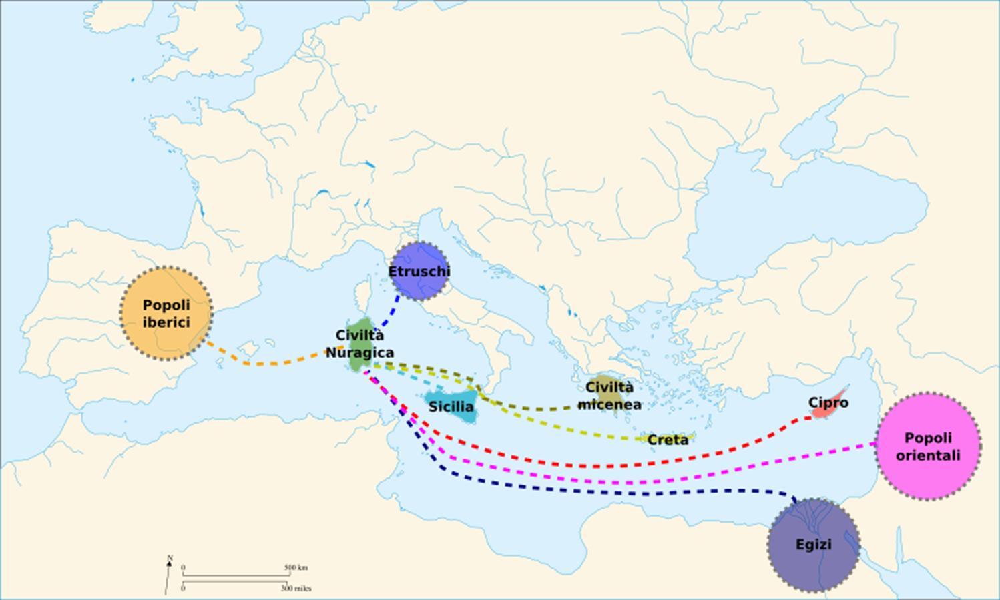 Etruschi
Popoli
iberici
Civiltà
Nuragica
Civiltà
micenea
Sicilia
Cipro
Creta
Popoli
orientali
Egizi
N
0 500 km
0 300 miles